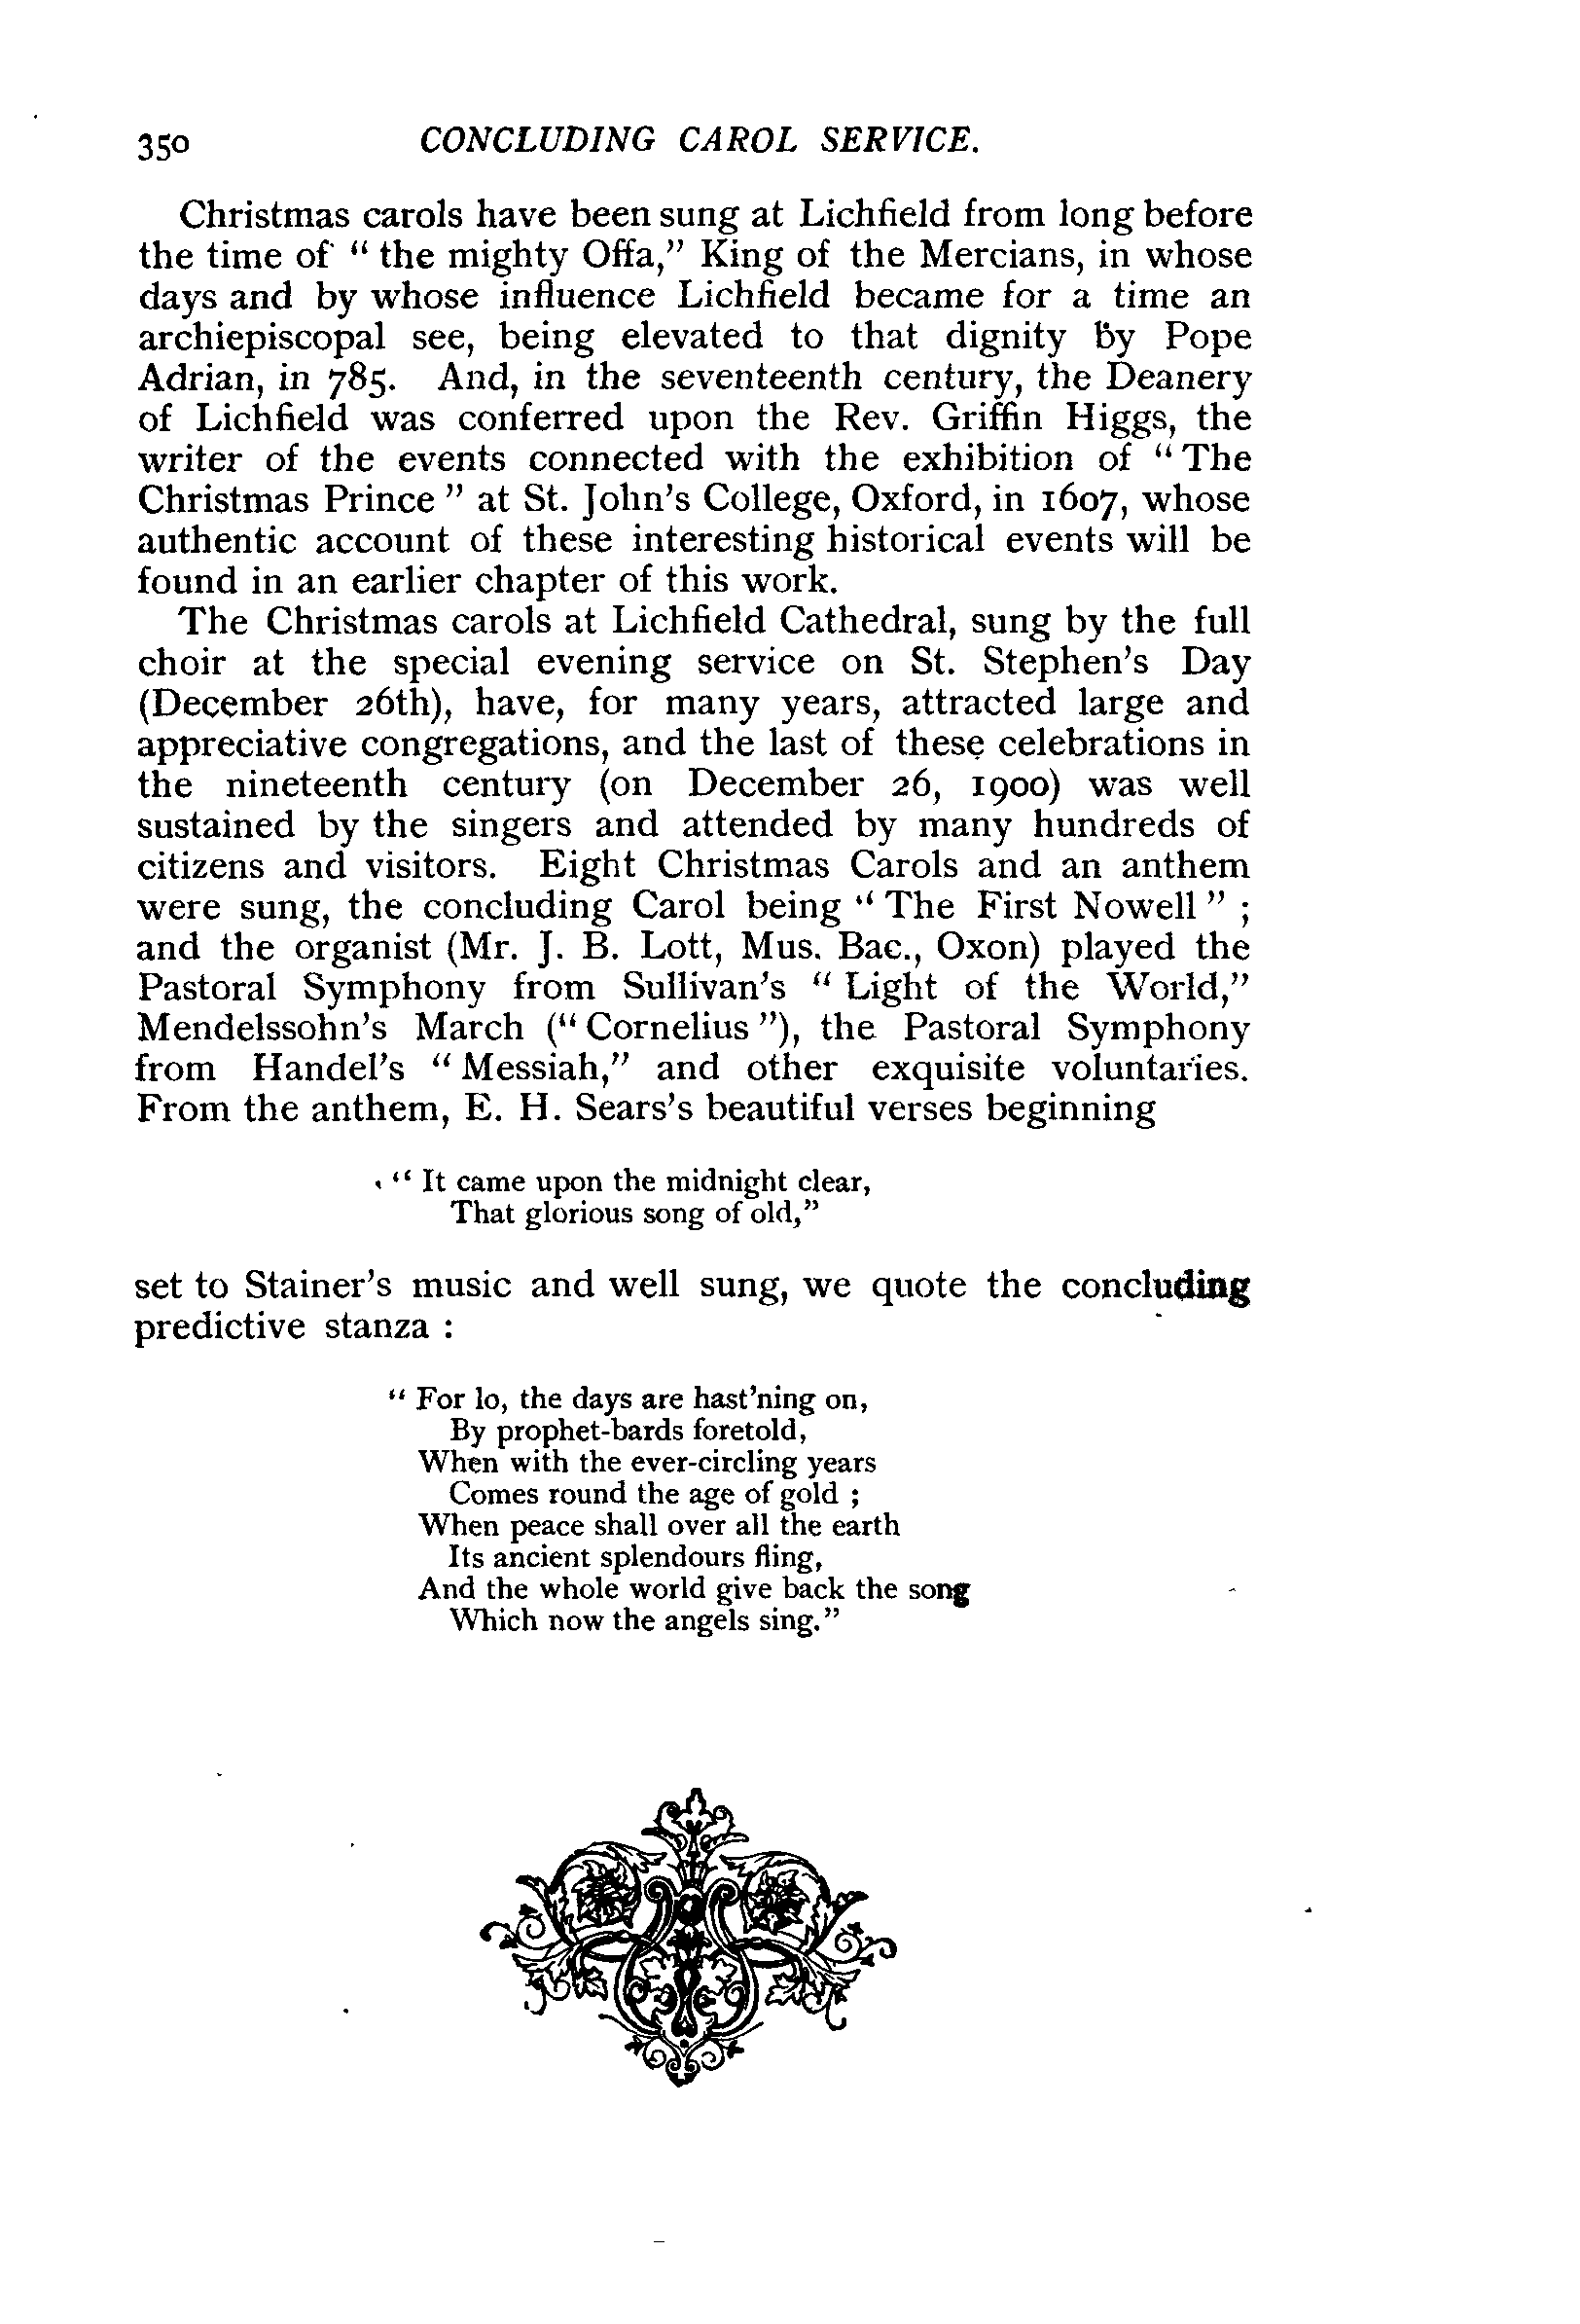 350 CONCLUDING CAROL SERVICE.
Christmas carols have been sung at Lichfield from long before
the time of “ the mighty Offa,” King of the Mercians, in whose
days and by whose influence Lichfield became for a time an
archiepiscopal see, being elevated to that dignity by Pope
Adrian, in 785. And, in the seventeenth century, the Deanery
of Lichfield was conferred upon the Rev. Griffin Higgs, the
writer of the events connected with the exhibition of “ The
Christmas Prince ” at St. John’s College, Oxford, in 1607, whose
authentic account of these interesting historical events will be
found in an earlier chapter of this work.
The Christmas carols at Lichfield Cathedral, sung by the full
choir at the special evening service on St. Stephen’s Day
(December 26th), have, for many years, attracted large and
appreciative congregations, and the last of these celebrations in
the nineteenth century (on December 26, 1900) was well
sustained by the singers and attended by many hundreds of
citizens and visitors. Eight Christmas Carols and an anthem
were sung, the concluding Carol being “ The First Nowell ” ;
and the organist (Mr. J. B. Lott, Mus. Bac., Oxon) played the
Pastoral Symphony from Sullivan’s “ Light of the World,”
Mendelssohn’s March (“ Cornelius ”), the Pastoral Symphony
from Handel’s “ Messiah,” and other exquisite voluntaries.
From the anthem, E. H. Sears’s beautiful verses beginning
“ It came upon the midnight clear,
That glorious song of old,”
set to Stainer’s music and well sung, we quote the concluding
predictive stanza :
“ For lo, the days are hast’ning on,
By prophet-bards foretold,
When with the ever-circling years
Comes round the age of gold ;
When peace shall over all the earth
Its ancient splendours fling,
And the whole world give back the song
Which now the angels sing.”